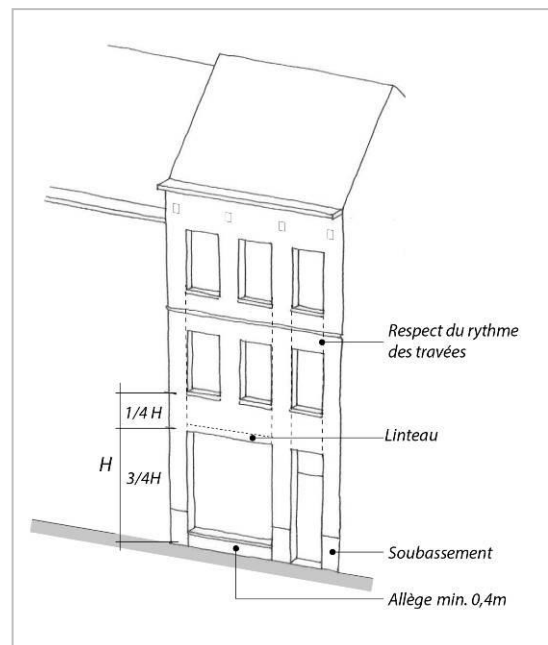 Respect du rythme
des travées
1/4 H
Linteau
H
3/4H
Soubassement
Allège min. 0,4m